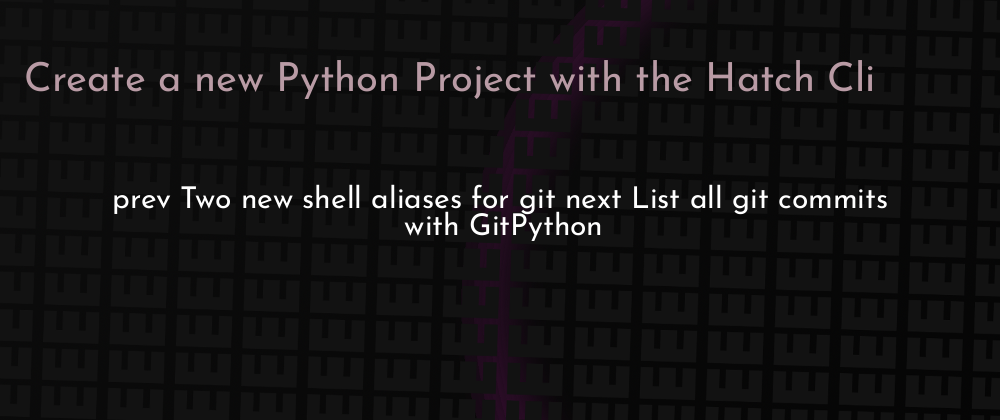 Create a new Python Project with the Hatch Cli
prev Two new shell aliases for git next List all git commits
with GitPython